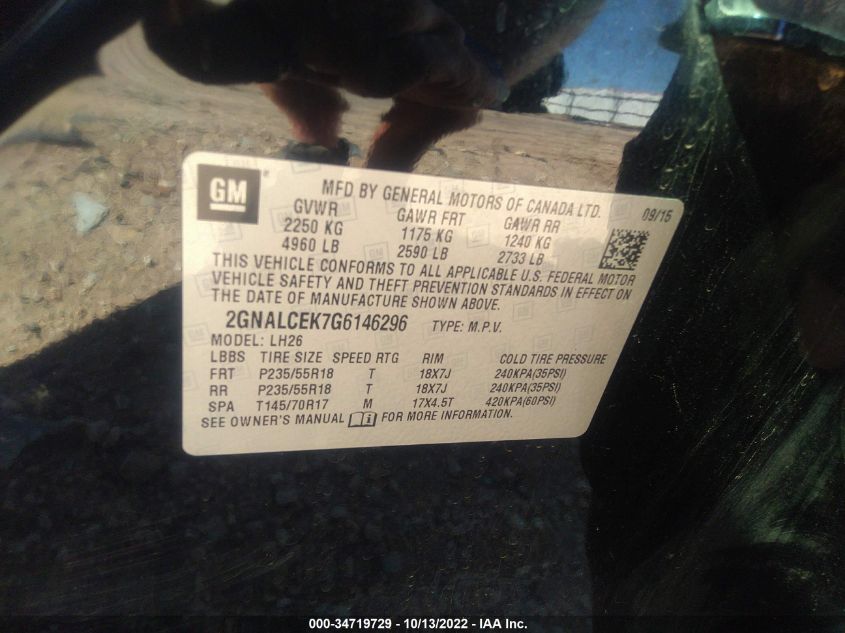 GM
MFD BY GENERAL MOTORS OF CANADA LTD. 09/15
GVWR GAWR FRT GAWR RR
2250 KG 1175 KG 1240 KG
4960 LB 2590 LB 2733 LB
THIS VEHICLE CONFORMS TO ALL APPLICABLE U.S. FEDERAL MOTOR
VEHICLE SAFETY AND THEFT PREVENTION STANDARDS IN EFFECT ON
THE DATE OF MANUFACTURE SHOWN ABOVE.
2GNALCEK7G6146296 TYPE: M.P.V.
MODEL: LH26
LBBS TIRE SIZE SPEED RTG RIM COLD TIRE PRESSURE
FRT P235/55R18 T 18X7J 240KPA(35PSI)
RR P235/55R18 T 18X7J 240KPA(35PSI)
SPA T145/70R17 M 17X4.5T 420KPA(60PSI)
SEE OWNER'S MANUAL FOR MORE INFORMATION.
000-34719729 - 10/13/2022 - IAA Inc.